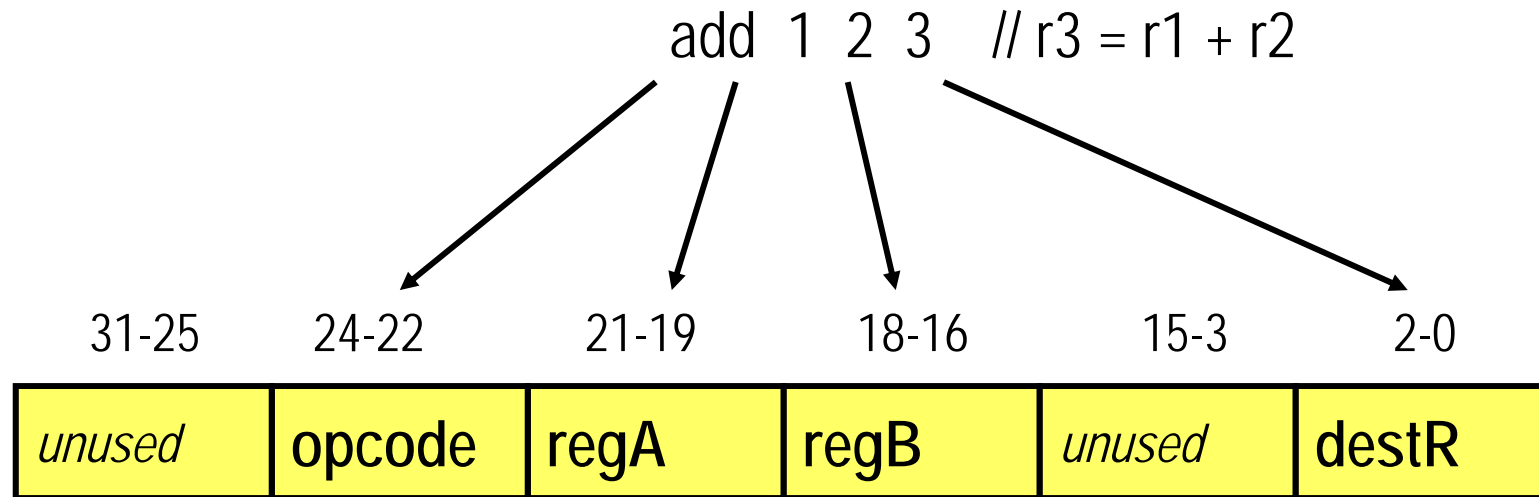 add 1 2 3 // r3 = r1 + r2
31-25 24-22 21-19 18-16 15-3 2-0
unused opcode regA regB unused destR